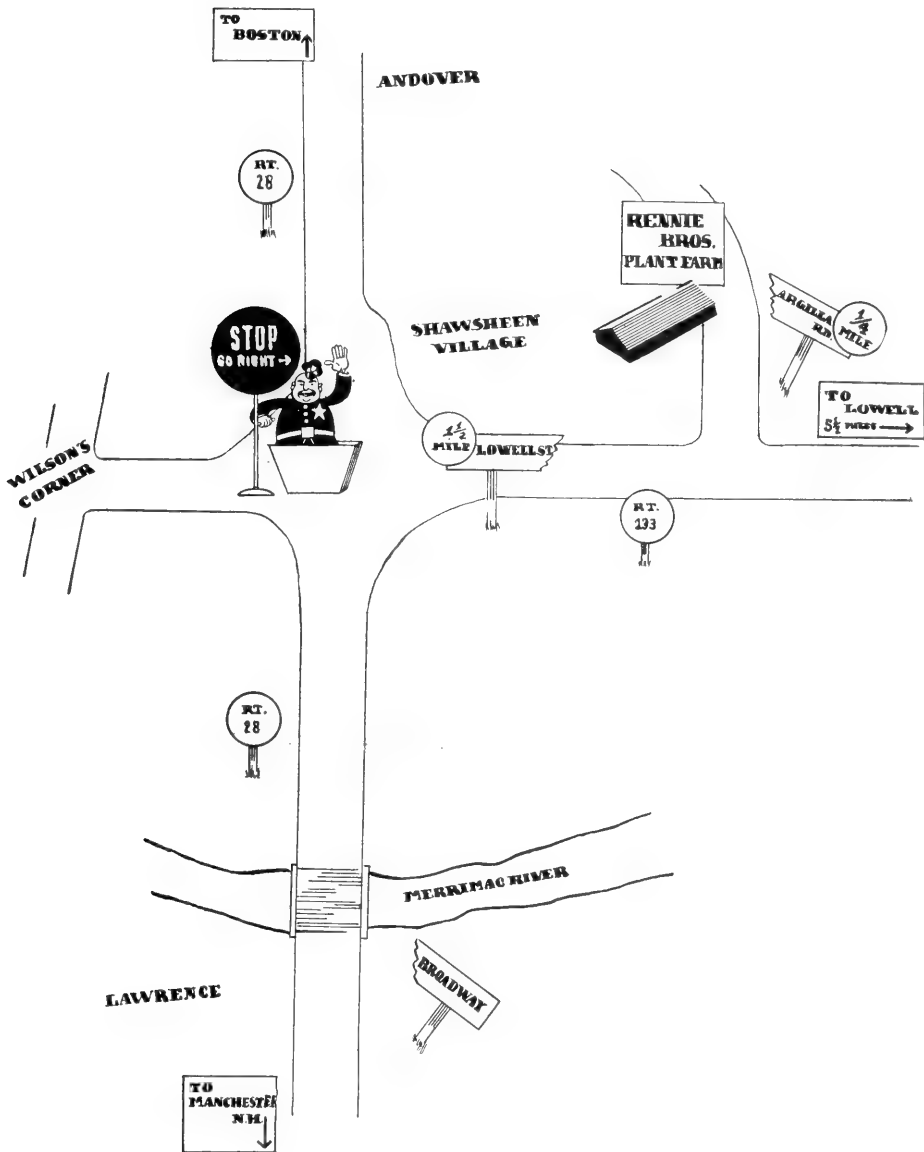 TO
BOSTON ↑
ANDOVER
RT.
28
RENNIE
BROS.
PLANT FARM
ARGILLA
RD.
1/4
MILE
STOP
GO RIGHT →
SHAWSHEEN
VILLAGE
TO
LOWELL
5½ MILES →
WILSON'S
CORNER
1½
MILE
LOWELL ST
RT.
133
RT.
28
MERRIMAC RIVER
BROADWAY
LAWRENCE
TO
MANCHESTER
N.H. ↓